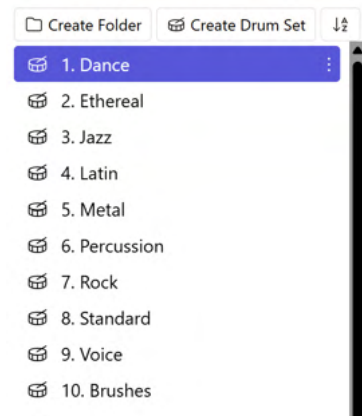 Create Folder Create Drum Set
1. Dance
2. Ethereal
3. Jazz
4. Latin
5. Metal
6. Percussion
7. Rock
8. Standard
9. Voice
10. Brushes